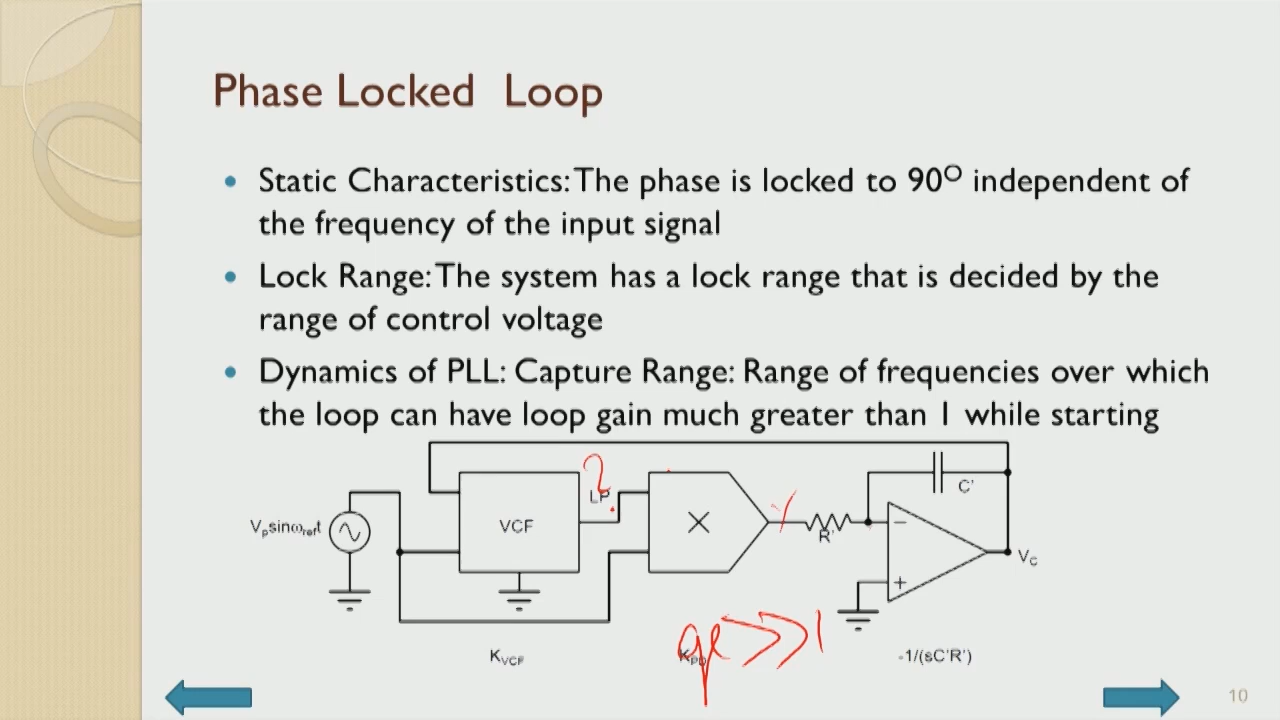 Phase Locked Loop
• Static Characteristics: The phase is locked to 90° independent of
the frequency of the input signal
• Lock Range: The system has a lock range that is decided by the
range of control voltage
• Dynamics of PLL: Capture Range: Range of frequencies over which
the loop can have loop gain much greater than 1 while starting
LP
VCF
C'
Vpsinωreft
R'
Vc
KVCF
KPD
-1/(sC'R')
10